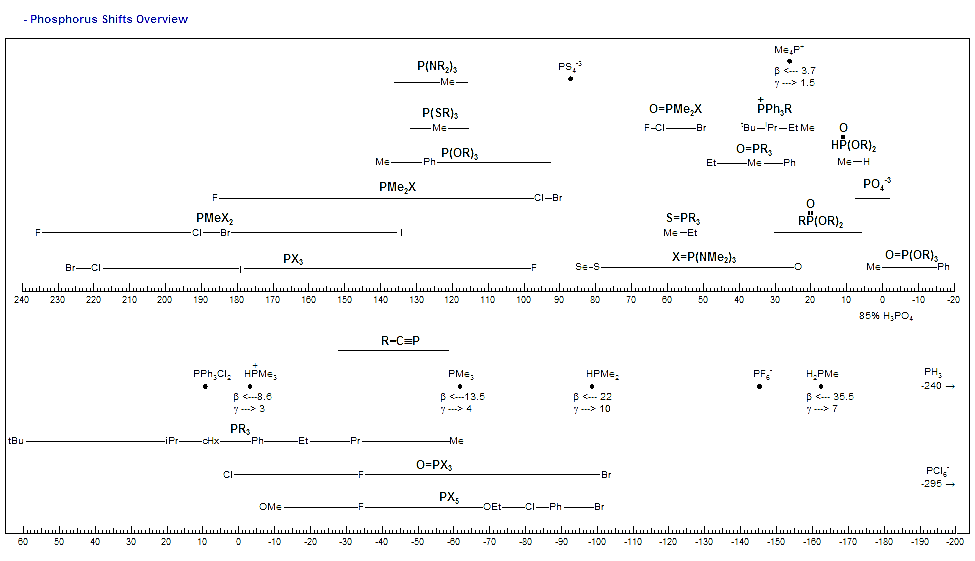 - Phosphorus Shifts Overview
Me₄P⁺
P(NR₂)₃ PS₄⁻³
β <--- 3.7
Me
γ ---> 1.5
P(SR)₃ O=PMe₂X ⁺PPh₃R
Me F–Cl Br ᵗBu ⁱPr Et Me O
P(OR)₃ O=PR₃ HP(OR)₂
Me Ph Et Me Ph Me H
PMe₂X PO₄⁻³
F Cl Br O
PMeX₂ S=PR₃ RP(OR)₂
F Cl Br I Me Et
PX₃ X=P(NMe₂)₃ O=P(OR)₃
Br Cl I F Se–S O Me Ph
240 230 220 210 200 190 180 170 160 150 140 130 120 110 100 90 80 70 60 50 40 30 20 10 0 -10 -20
85% H₃PO₄
R–C≡P
PPh₃Cl₂ H⁺PMe₃ PMe₃ HPMe₂ PF₆⁻ H₂PMe PH₃
-240 →
β <---8.6 β <---13.5 β <--- 22 β <--- 35.5
γ ---> 3 γ ---> 4 γ ---> 10 γ ---> 7
PR₃
tBu iPr cHx Ph Et Pr Me
O=PX₃
Cl F Br PCl₆⁻
-295 →
PX₅
OMe F OEt Cl Ph Br
60 50 40 30 20 10 0 -10 -20 -30 -40 -50 -60 -70 -80 -90 -100 -110 -120 -130 -140 -150 -160 -170 -180 -190 -200